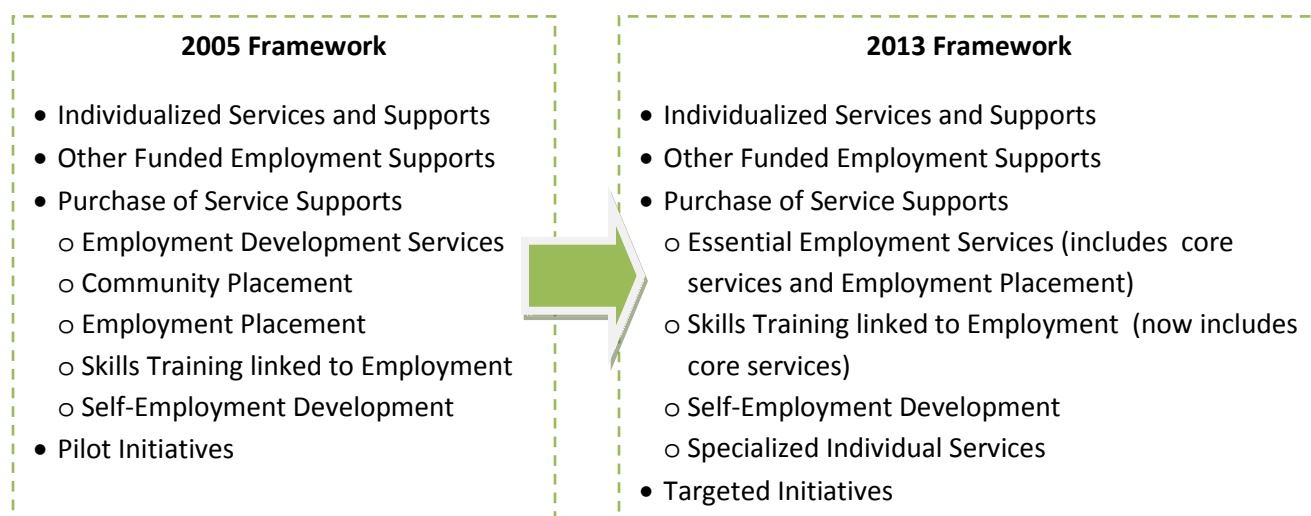 2005 Framework
• Individualized Services and Supports
• Other Funded Employment Supports
• Purchase of Service Supports
o Employment Development Services
o Community Placement
o Employment Placement
o Skills Training linked to Employment
o Self-Employment Development
• Pilot Initiatives
2013 Framework
• Individualized Services and Supports
• Other Funded Employment Supports
• Purchase of Service Supports
o Essential Employment Services (includes core
services and Employment Placement)
o Skills Training linked to Employment (now includes
core services)
o Self-Employment Development
o Specialized Individual Services
• Targeted Initiatives